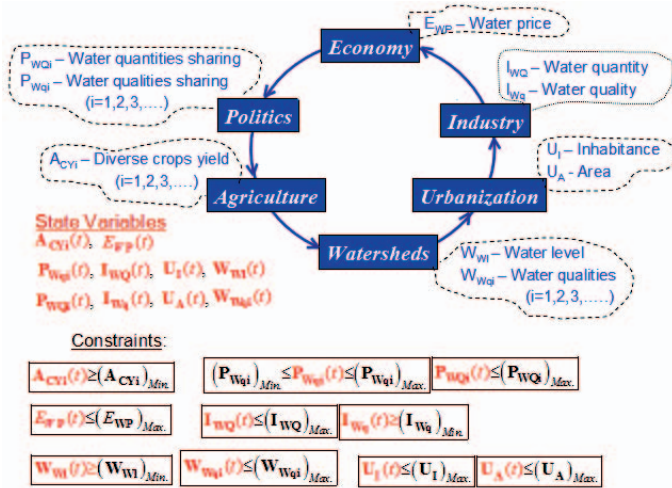 E_WP – Water price
Economy
P_WQi – Water quantities sharing
P_Wqi – Water qualities sharing
(i=1,2,3,....)
I_WQ – Water quantity
I_Wq – Water quality
Politics
Industry
A_CYi – Diverse crops yield
(i=1,2,3,....)
U_I – Inhabitance
U_A - Area
Agriculture
Urbanization
State Variables
A_CYi(t), E_WP(t)
Watersheds
W_Wl – Water level
W_Wqi – Water qualities
(i=1,2,3,.....)
P_Wqi(t), I_WQ(t), U_I(t), W_Wl(t)
P_WQi(t), I_Wq(t), U_A(t), W_Wqi(t)
Constraints:
A_CYi(t)≥(A_CYi)_Min. (P_Wqi)_Min. ≤P_Wqi(t)≤(P_Wqi)_Max. P_WQi(t)≤(P_WQi)_Max.
E_WP(t)≤(E_WP)_Max. I_WQ(t)≤(I_WQ)_Max. I_Wq(t)≥(I_Wq)_Min.
W_Wl(t)≥(W_Wl)_Min. W_Wqi(t)≤(W_Wqi)_Max. U_I(t)≤(U_I)_Max. U_A(t)≤(U_A)_Max.